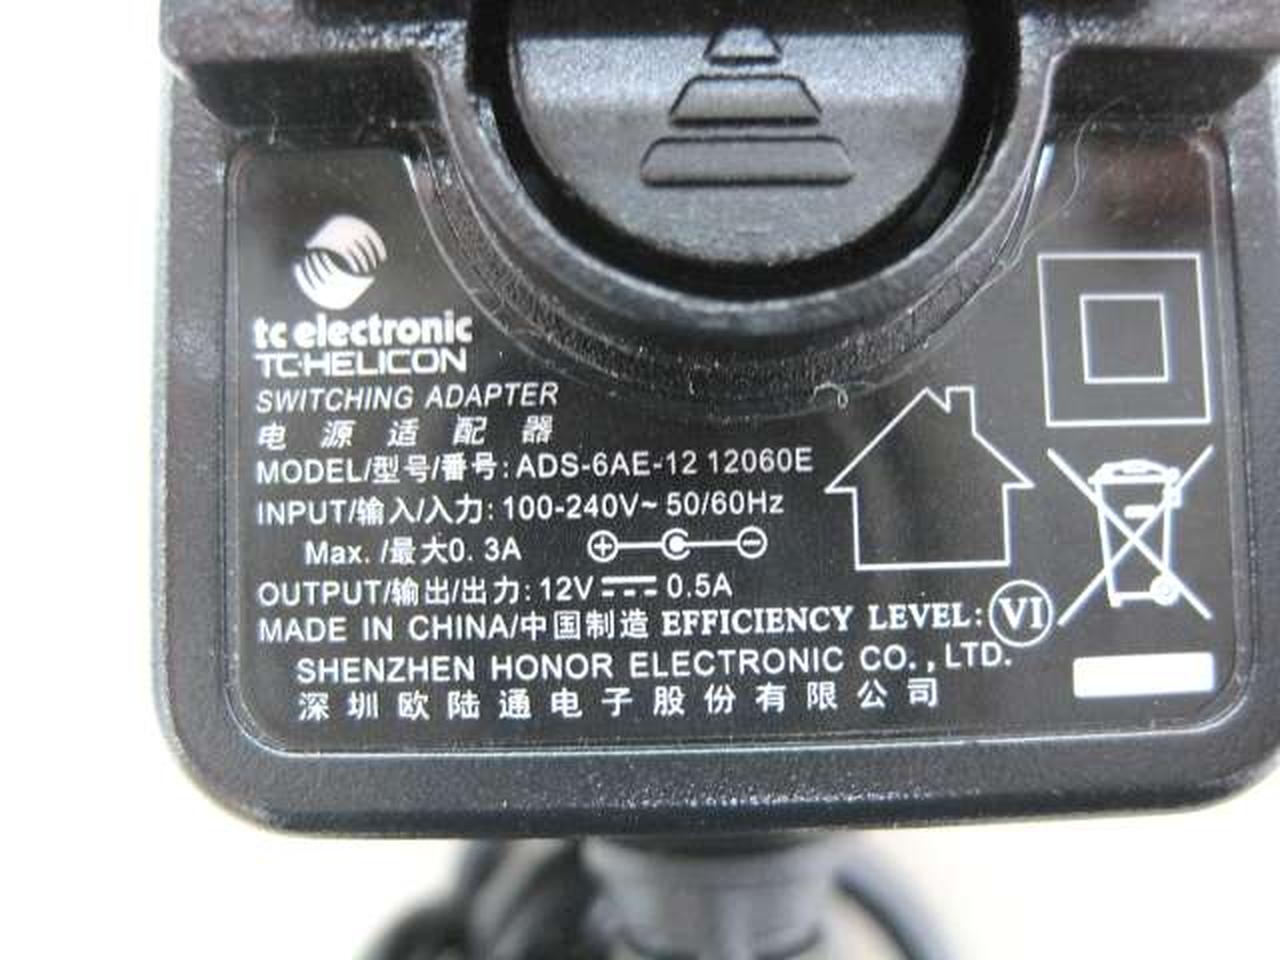 tc electronic
TC·HELICON
SWITCHING ADAPTER
电源适配器
MODEL/型号/番号: ADS-6AE-12 12060E
INPUT/输入/入力: 100-240V~ 50/60Hz
Max. /最大0. 3A
OUTPUT/输出/出力: 12V 0.5A
MADE IN CHINA/中国制造 EFFICIENCY LEVEL: VI
SHENZHEN HONOR ELECTRONIC CO., LTD.
深圳欧陆通电子股份有限公司